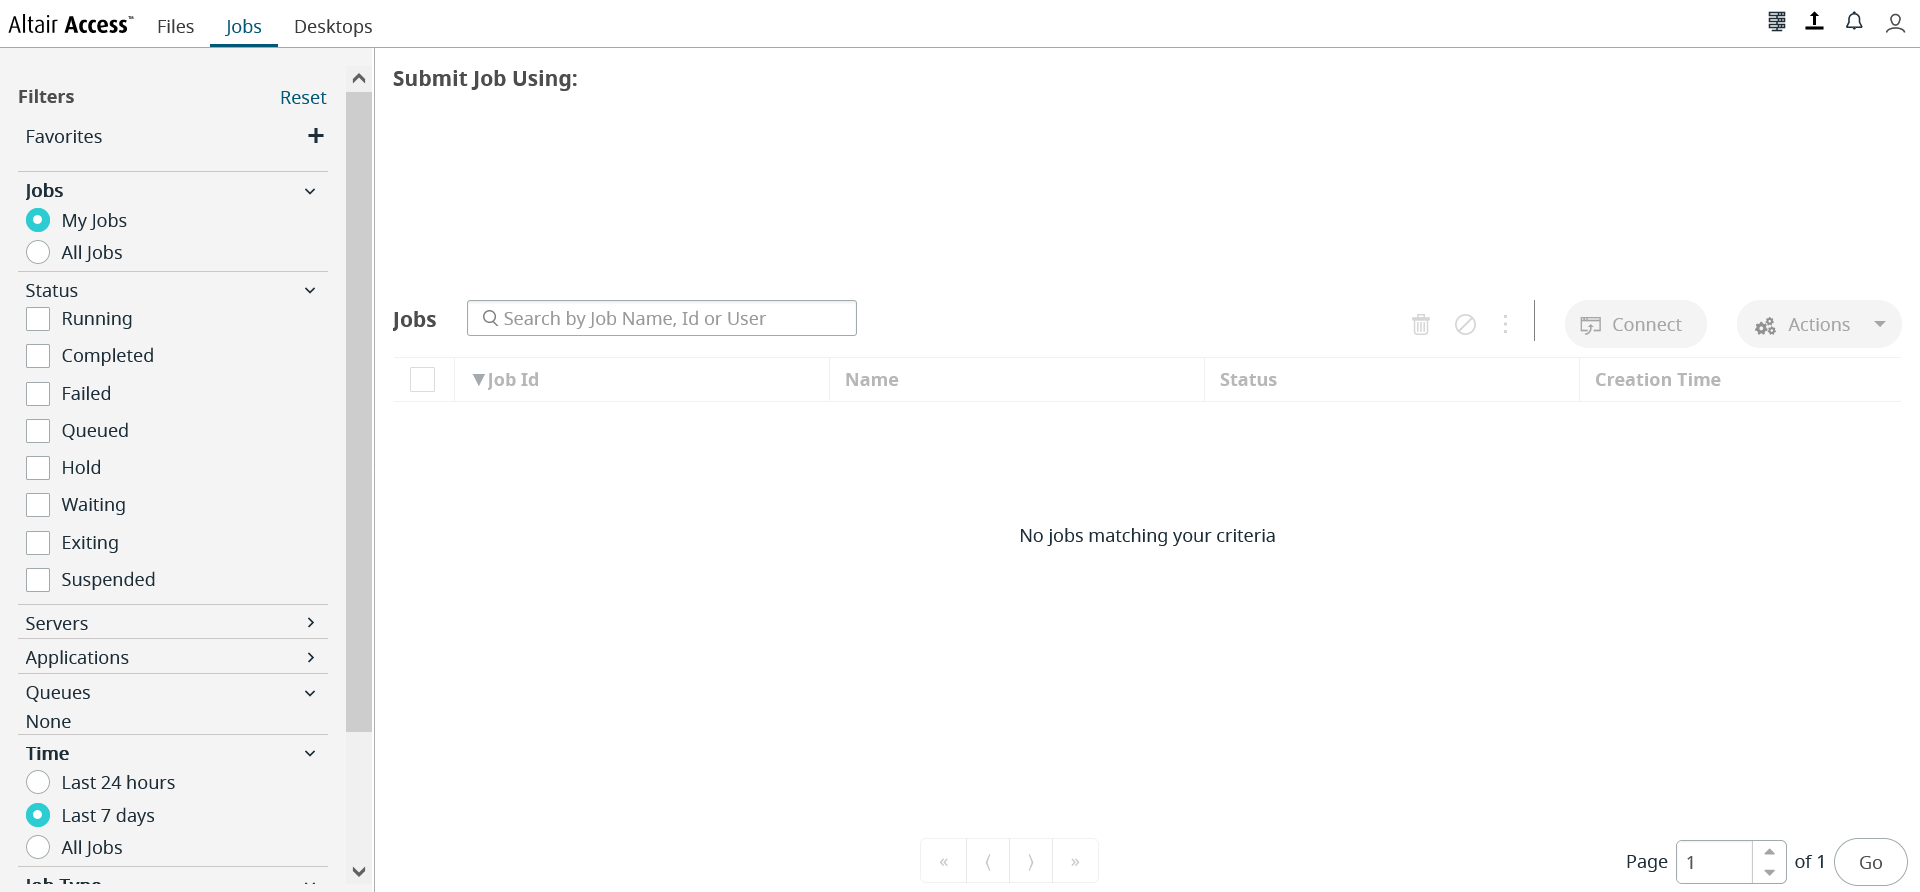 Altair Access™ Files Jobs Desktops
Filters Reset
Favorites
Jobs
My Jobs
All Jobs
Status
Running
Completed
Failed
Queued
Hold
Waiting
Exiting
Suspended
Servers
Applications
Queues
None
Time
Last 24 hours
Last 7 days
All Jobs
Job Type
Submit Job Using:
Jobs Search by Job Name, Id or User Connect Actions
▼Job Id Name Status Creation Time
No jobs matching your criteria
« ⟨ ⟩ » Page 1 of 1 Go